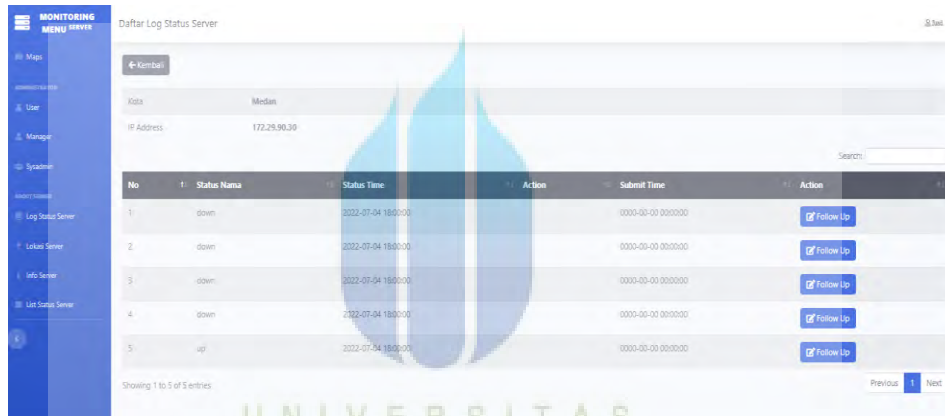 MONITORING
MENU SERVER
Daftar Log Status Server
Maps
User
Manager
Sysadmin
Log Status Server
Lokasi Server
Info Server
List Status Server
Kembali
Kota Medan
IP Address 172.29.90.30
Search:
No Status Nama Status Time Action Submit Time Action
1 down 2022-07-04 18:00:00 0000-00-00 00:00:00 Follow Up
2 down 2022-07-04 18:00:00 0000-00-00 00:00:00 Follow Up
3 down 2022-07-04 18:00:00 0000-00-00 00:00:00 Follow Up
4 down 2022-07-04 18:00:00 0000-00-00 00:00:00 Follow Up
5 up 2022-07-04 18:00:00 0000-00-00 00:00:00 Follow Up
Showing 1 to 5 of 5 entries
Previous 1 Next
UNIVERSITAS